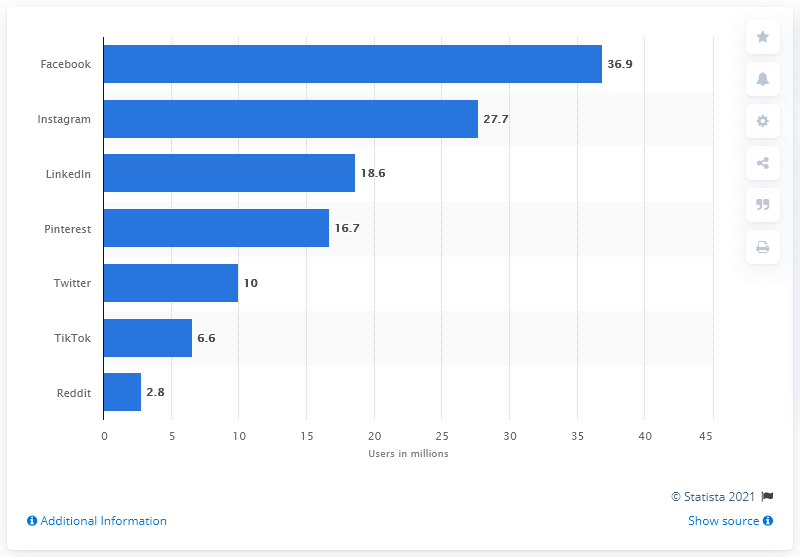 Facebook 36.9
Instagram 27.7
LinkedIn 18.6
Pinterest 16.7
Twitter 10
TikTok 6.6
Reddit 2.8
0 5 10 15 20 25 30 35 40 45
Users in millions
© Statista 2021
Additional Information Show source